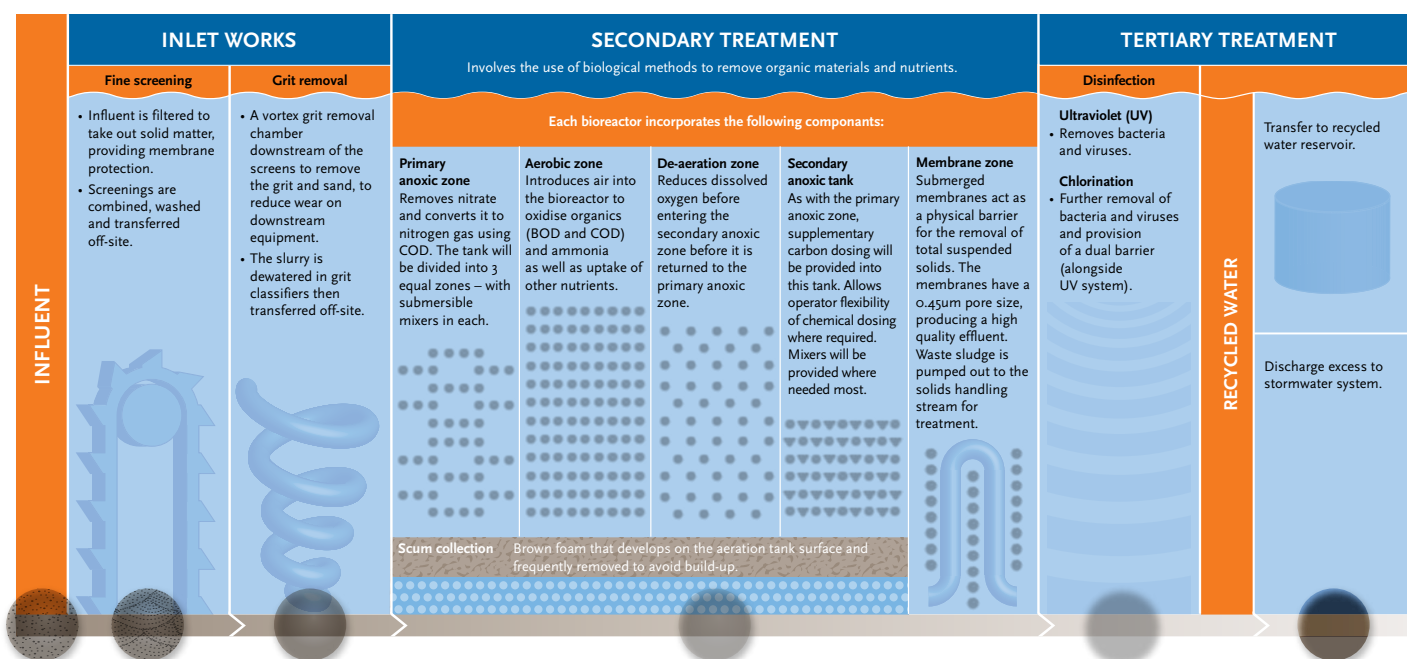 INFLUENT
INLET WORKS
Fine screening
• Influent is filtered to
take out solid matter,
providing membrane
protection.
• Screenings are
combined, washed
and transferred
off-site.
Grit removal
• A vortex grit removal
chamber
downstream of the
screens to remove
the grit and sand, to
reduce wear on
downstream
equipment.
• The slurry is
dewatered in grit
classifiers then
transferred off-site.
SECONDARY TREATMENT
Involves the use of biological methods to remove organic materials and nutrients.
Each bioreactor incorporates the following componants:
Primary
anoxic zone
Removes nitrate
and converts it to
nitrogen gas using
COD. The tank will
be divided into 3
equal zones – with
submersible
mixers in each.
Aerobic zone
Introduces air into
the bioreactor to
oxidise organics
(BOD and COD)
and ammonia
as well as uptake of
other nutrients.
De-aeration zone
Reduces dissolved
oxygen before
entering the
secondary anoxic
zone before it is
returned to the
primary anoxic
zone.
Secondary
anoxic tank
As with the primary
anoxic zone,
supplementary
carbon dosing will
be provided into
this tank. Allows
operator flexibility
of chemical dosing
where required.
Mixers will be
provided where
needed most.
Membrane zone
Submerged
membranes act as
a physical barrier
for the removal of
total suspended
solids. The
membranes have a
0.45um pore size,
producing a high
quality effluent.
Waste sludge is
pumped out to the
solids handling
stream for
treatment.
Scum collection Brown foam that develops on the aeration tank surface and
frequently removed to avoid build-up.
TERTIARY TREATMENT
Disinfection
Ultraviolet (UV)
• Removes bacteria
and viruses.
Chlorination
• Further removal of
bacteria and viruses
and provision
of a dual barrier
(alongside
UV system).
RECYCLED WATER
Transfer to recycled
water reservoir.
Discharge excess to
stormwater system.